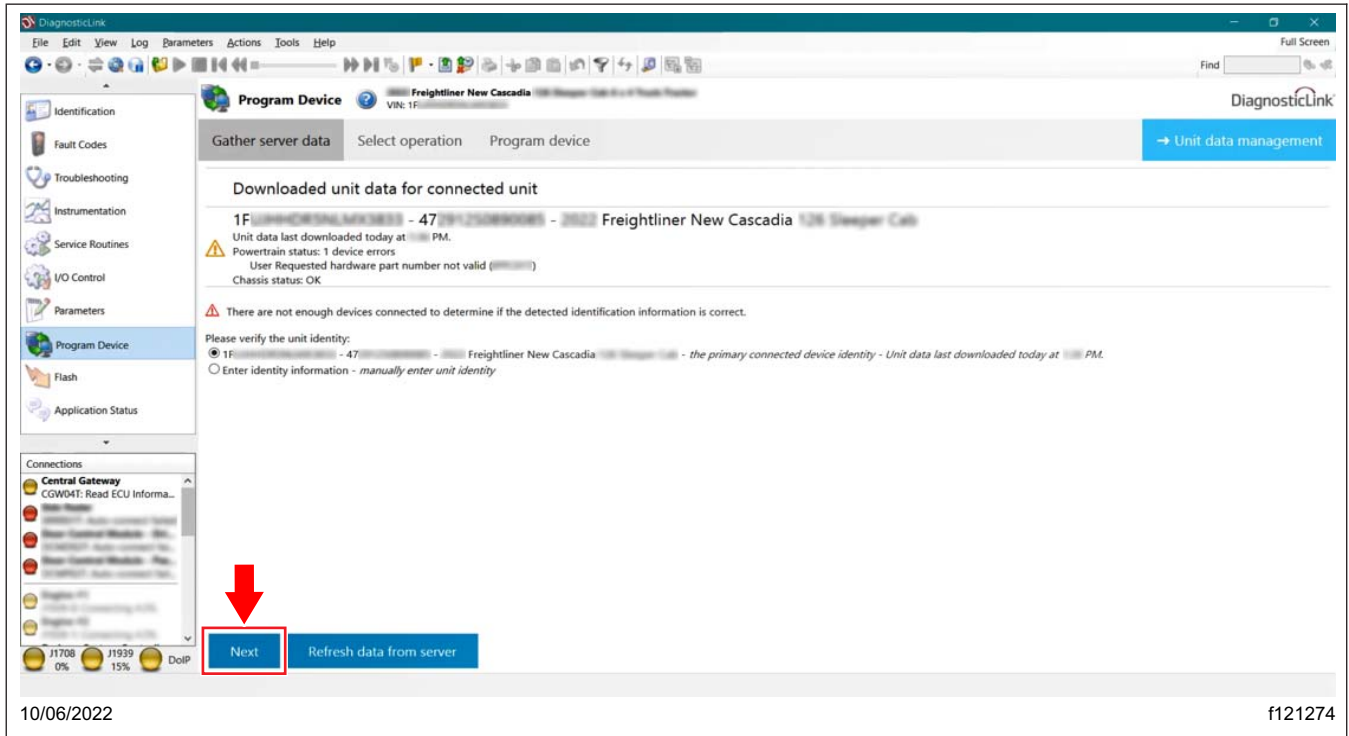 DiagnosticLink
File Edit View Log Parameters Actions Tools Help
Full Screen
Find
Identification
Fault Codes
Troubleshooting
Instrumentation
Service Routines
I/O Control
Parameters
Program Device
Flash
Application Status
Connections
Central Gateway
CGW04T: Read ECU Informa...
J1708 0%
J1939 15%
DoIP
Program Device
Freightliner New Cascadia
VIN: 1F
DiagnosticLink
Gather server data Select operation Program device
→ Unit data management
Downloaded unit data for connected unit
1F - 47 - 2022 Freightliner New Cascadia
Unit data last downloaded today at PM.
Powertrain status: 1 device errors
User Requested hardware part number not valid ( )
Chassis status: OK
There are not enough devices connected to determine if the detected identification information is correct.
Please verify the unit identity:
1F - 47 - Freightliner New Cascadia - the primary connected device identity - Unit data last downloaded today at PM.
Enter identity information - manually enter unit identity
Next
Refresh data from server
10/06/2022
f121274